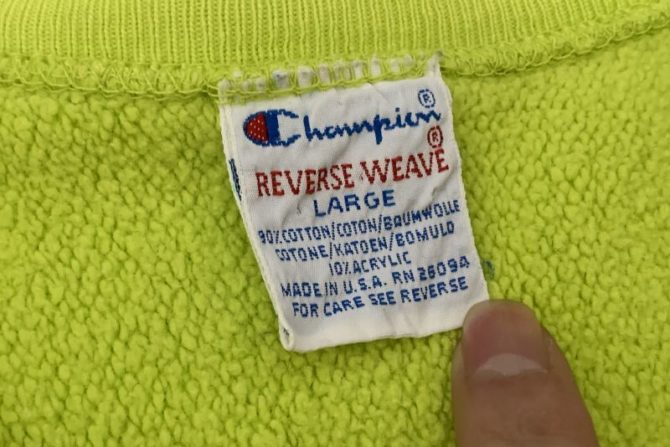 Champion®
REVERSE WEAVE®
LARGE
90% COTTON/COTON/BAUMWOLLE
COTONE/KATOEN/BOMULD
10% ACRYLIC
MADE IN U.S.A. RN 26094
FOR CARE SEE REVERSE